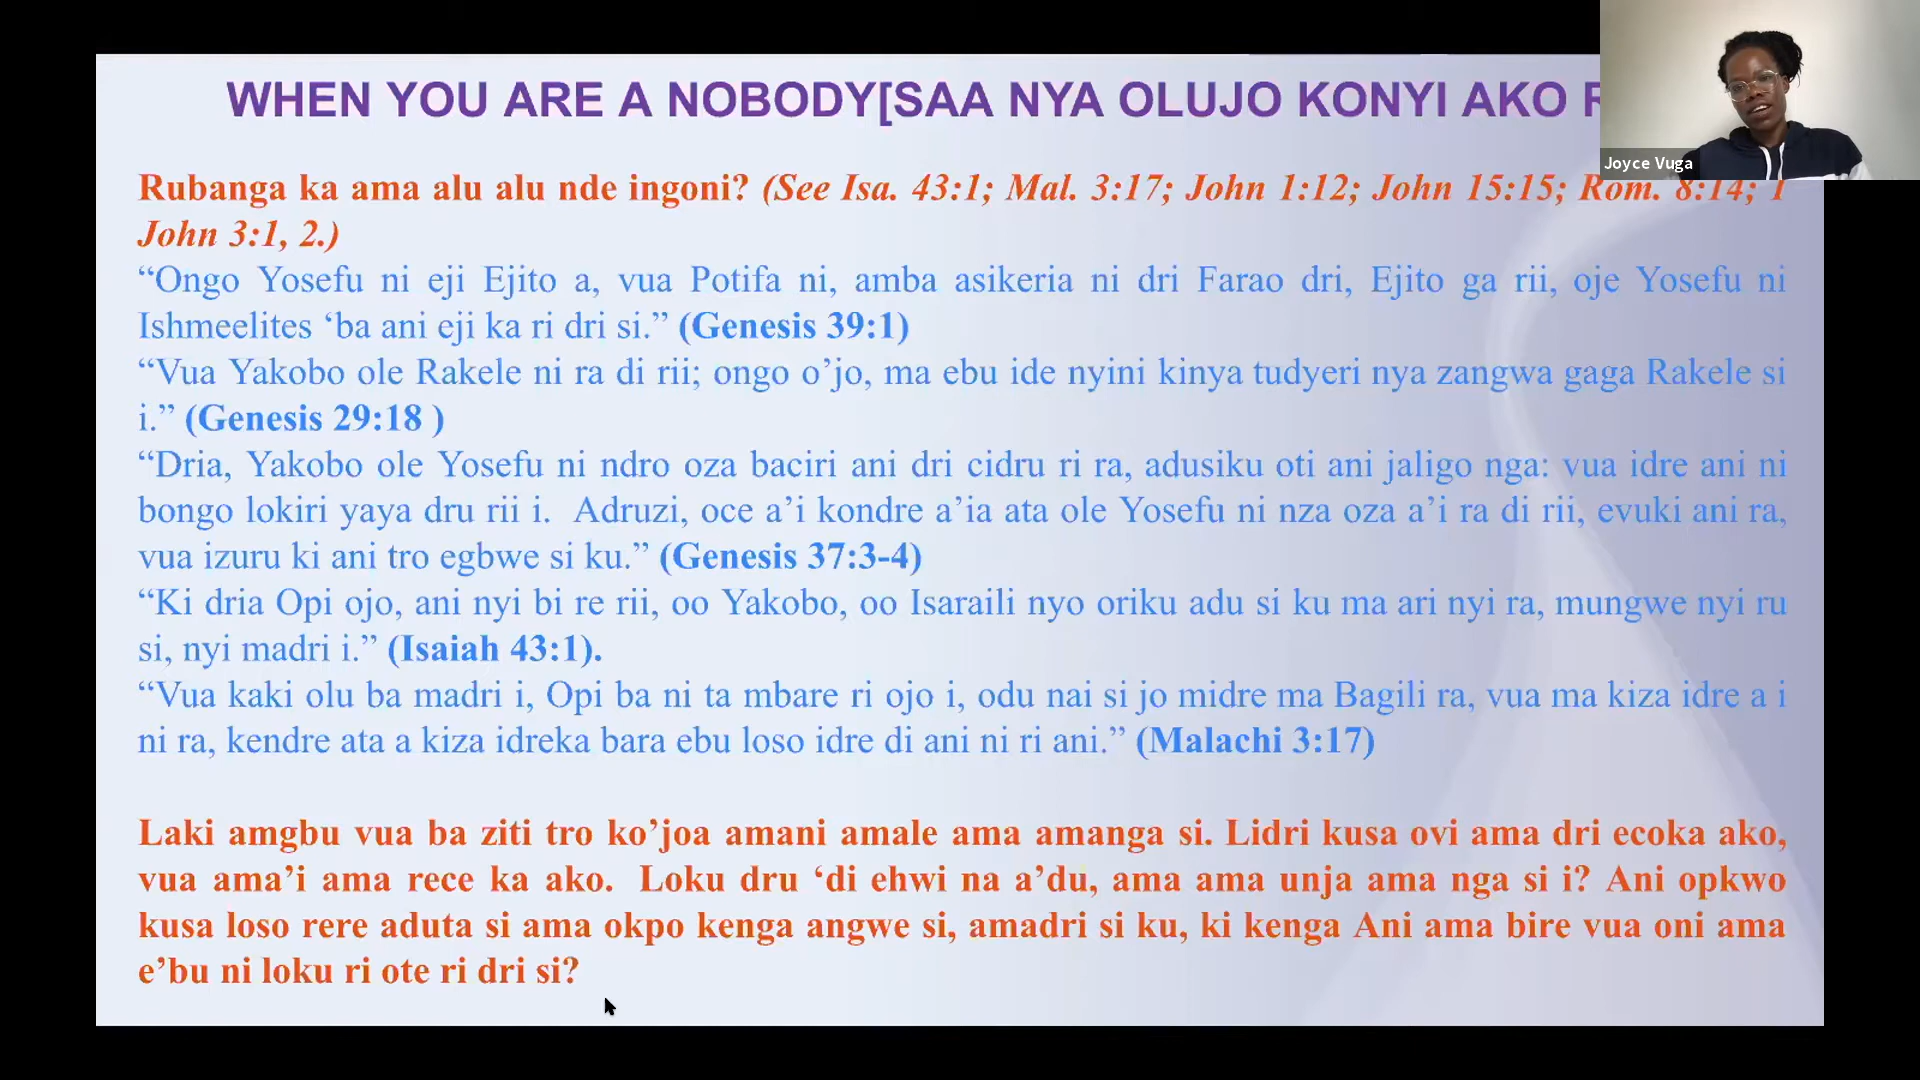 WHEN YOU ARE A NOBODY[SAA NYA OLUJO KONYI AKO
Joyce Vuga
Rubanga ka ama alu alu nde ingoni? (See Isa. 43:1; Mal. 3:17; John 1:12; John 15:15; Rom. 8:14; 1
John 3:1, 2.)
“Ongo Yosefu ni eji Ejito a, vua Potifa ni, amba asikeria ni dri Farao dri, Ejito ga rii, oje Yosefu ni
Ishmeelites ‘ba ani eji ka ri dri si.” (Genesis 39:1)
“Vua Yakobo ole Rakele ni ra di rii; ongo o’jo, ma ebu ide nyini kinya tudyeri nya zangwa gaga Rakele si
i.” (Genesis 29:18 )
“Dria, Yakobo ole Yosefu ni ndro oza baciri ani dri cidru ri ra, adusiku oti ani jaligo nga: vua idre ani ni
bongo lokiri yaya dru rii i. Adruzi, oce a’i kondre a’ia ata ole Yosefu ni nza oza a’i ra di rii, evuki ani ra,
vua izuru ki ani tro egbwe si ku.” (Genesis 37:3-4)
“Ki dria Opi ojo, ani nyi bi re rii, oo Yakobo, oo Isaraili nyo oriku adu si ku ma ari nyi ra, mungwe nyi ru
si, nyi madri i.” (Isaiah 43:1).
“Vua kaki olu ba madri i, Opi ba ni ta mbare ri ojo i, odu nai si jo midre ma Bagili ra, vua ma kiza idre a i
ni ra, kendre ata a kiza idreka bara ebu loso idre di ani ni ri ani.” (Malachi 3:17)
Laki amgbu vua ba ziti tro ko’joa amani amale ama amanga si. Lidri kusa ovi ama dri ecoka ako,
vua ama’i ama rece ka ako. Loku dru ‘di ehwi na a’du, ama ama unja ama nga si i? Ani opkwo
kusa loso rere aduta si ama okpo kenga angwe si, amadri si ku, ki kenga Ani ama bire vua oni ama
e’bu ni loku ri ote ri dri si?